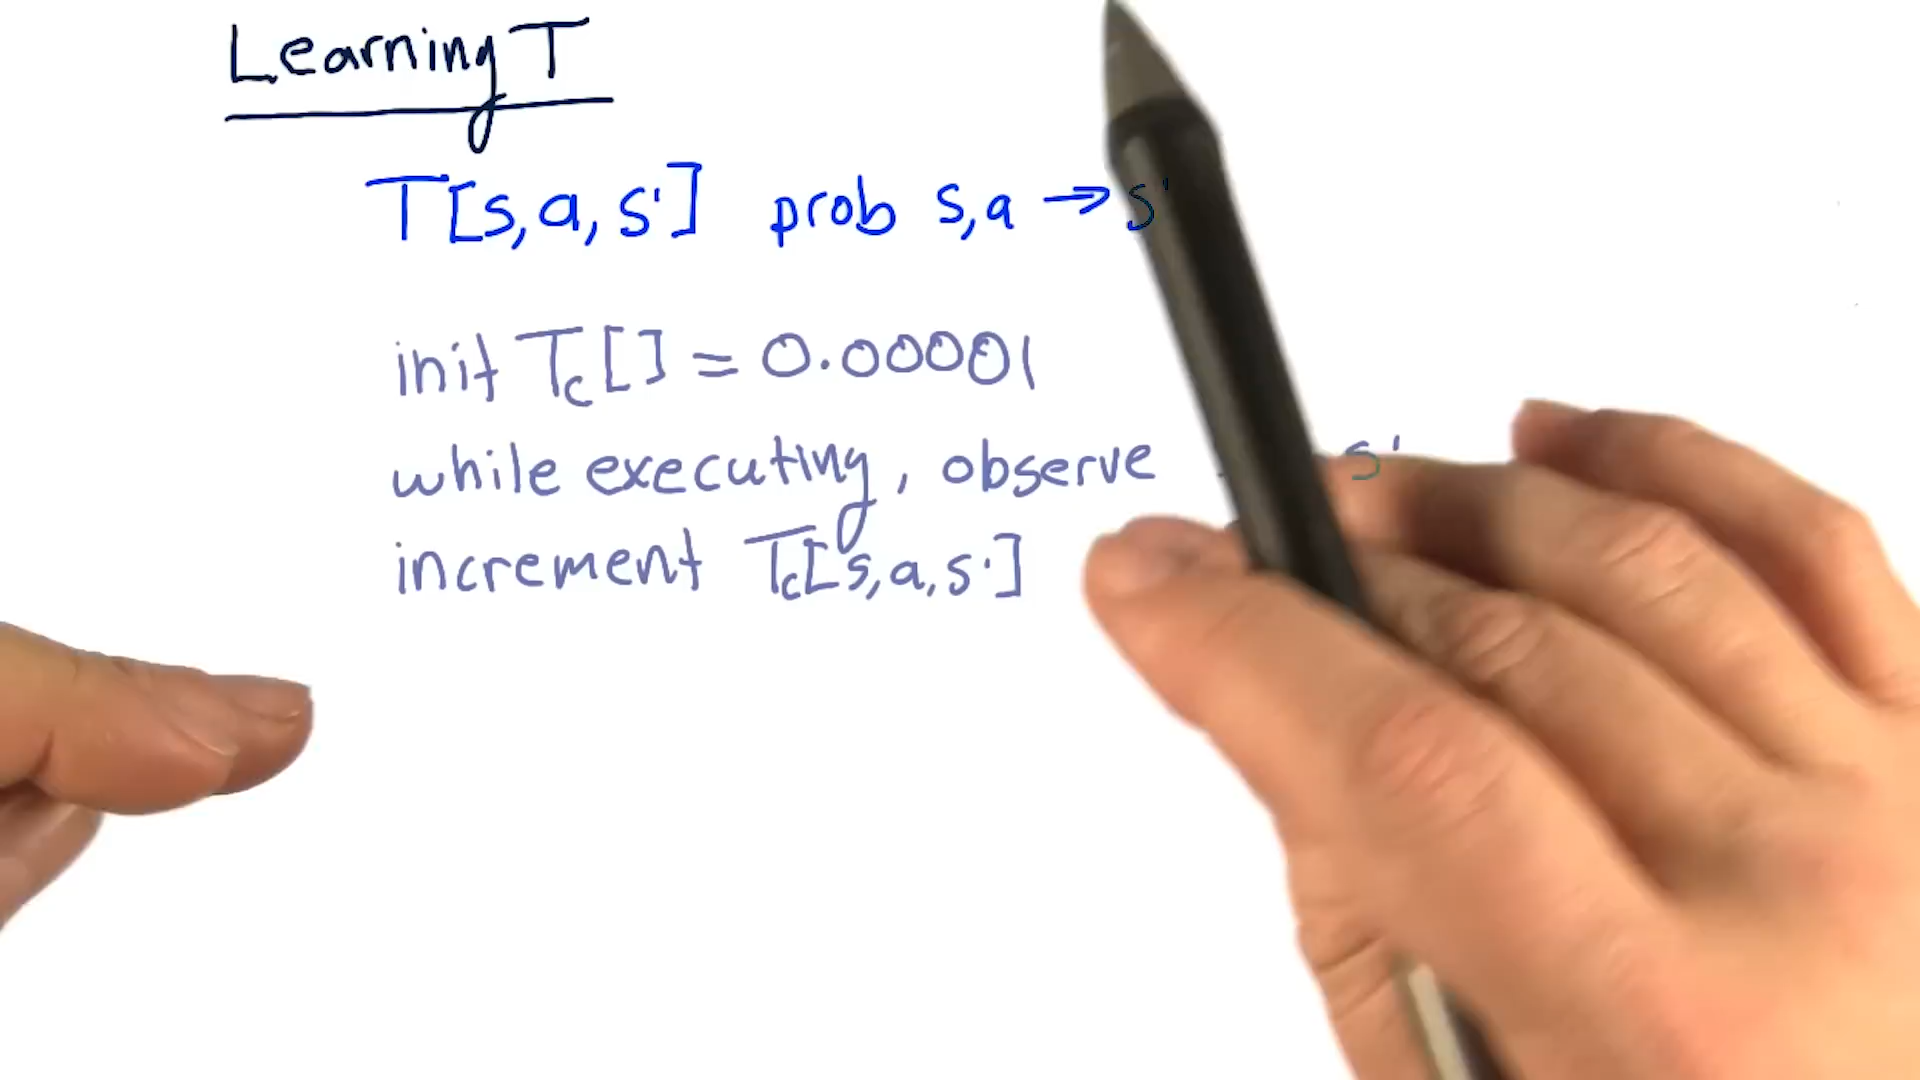 Learning T
T[s,a,s'] prob s,a → s'
init Tc[] = 0.00001
while executing, observe s'
increment Tc[s,a,s']